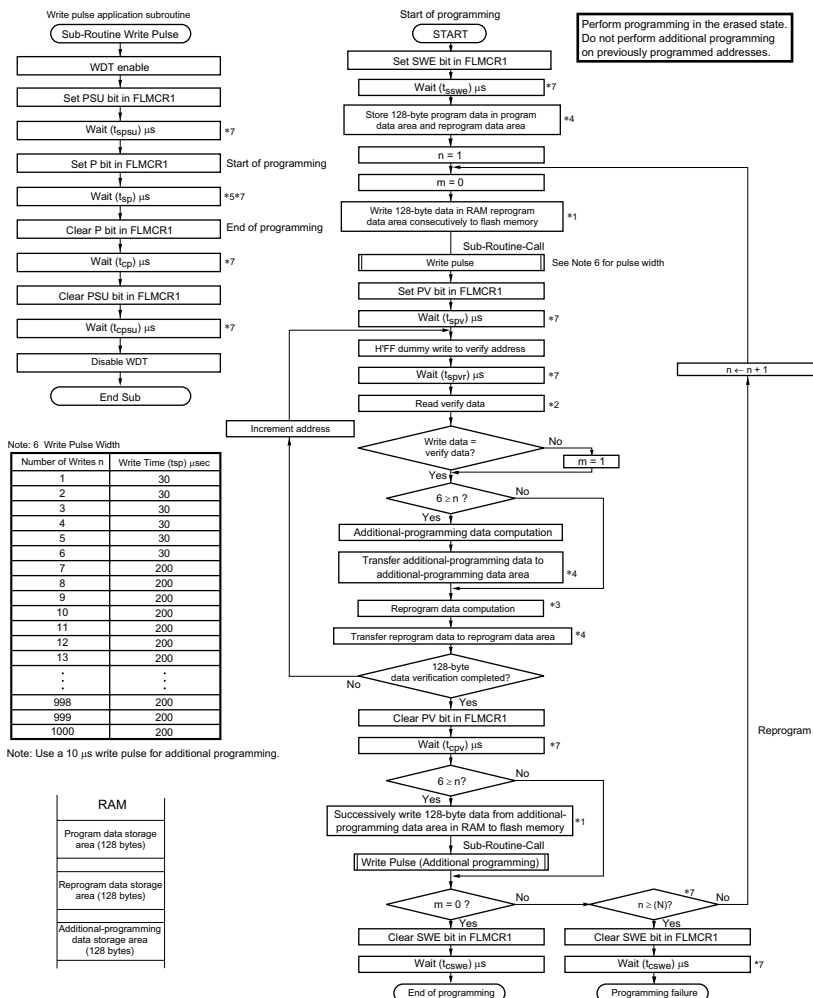 Write pulse application subroutine
Sub-Routine Write Pulse
WDT enable
Set PSU bit in FLMCR1
Wait (tspsu) μs
*7
Set P bit in FLMCR1
Start of programming
Wait (tsp) μs
*5*7
Clear P bit in FLMCR1
End of programming
Wait (tcp) μs
*7
Clear PSU bit in FLMCR1
Wait (tcpsu) μs
*7
Disable WDT
End Sub
Note: 6 Write Pulse Width
Number of Writes n Write Time (tsp) μsec
1 30
2 30
3 30
4 30
5 30
6 30
7 200
8 200
9 200
10 200
11 200
12 200
13 200
998 200
999 200
1000 200
Note: Use a 10 μs write pulse for additional programming.
RAM
Program data storage
area (128 bytes)
Reprogram data storage
area (128 bytes)
Additional-programming
data storage area
(128 bytes)
Start of programming
START
Set SWE bit in FLMCR1
Wait (tsswe) μs
*7
Store 128-byte program data in program
data area and reprogram data area
*4
n = 1
m = 0
Write 128-byte data in RAM reprogram
data area consecutively to flash memory
*1
Sub-Route-Call
Write pulse
See Note 6 for pulse width
Set PV bit in FLMCR1
Wait (tspv) μs
*7
H'FF dummy write to verify address
Wait (tspvr) μs
*7
Read verify data
*2
Increment address
Write data =
verify data?
No
m = 1
Yes
6 ≥ n ?
No
Yes
Additional-programming data computation
Transfer additional-programming data to
additional-programming data area
*4
Reprogram data computation
*3
Transfer reprogram data to reprogram data area
*4
128-byte
data verification completed?
No
Yes
Clear PV bit in FLMCR1
Wait (tcpv) μs
*7
6 ≥ n?
No
Yes
Successively write 128-byte data from additional-
programming data area in RAM to flash memory
*1
Sub-Route-Call
Write Pulse (Additional programming)
m = 0 ?
No
Yes
Clear SWE bit in FLMCR1
Wait (tcswe) μs
End of programming
n ≥ (N)?
*7
No
Yes
Clear SWE bit in FLMCR1
Wait (tcswe) μs
*7
Programming failure
n ← n + 1
Reprogram
Perform programming in the erased state.
Do not perform additional programming
on previously programmed addresses.